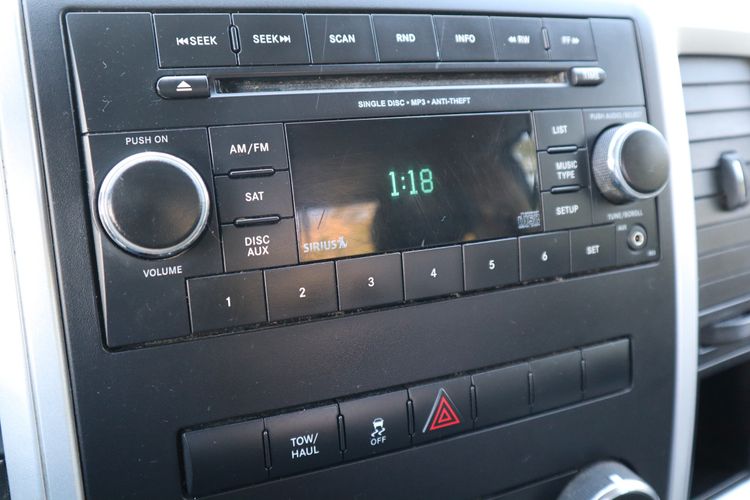 SEEK SEEK SCAN RND INFO RW FF
TIME
SINGLE DISC • MP3 • ANTI-THEFT
PUSH ON
PUSH AUDIO/SELECT
AM/FM
LIST
SAT
1:18
MUSIC
TYPE
DISC
AUX
SIRIUS
SETUP
TUNE/SCROLL
AUX
VOLUME
1 2 3 4 5 6 SET
TOW/
HAUL
OFF